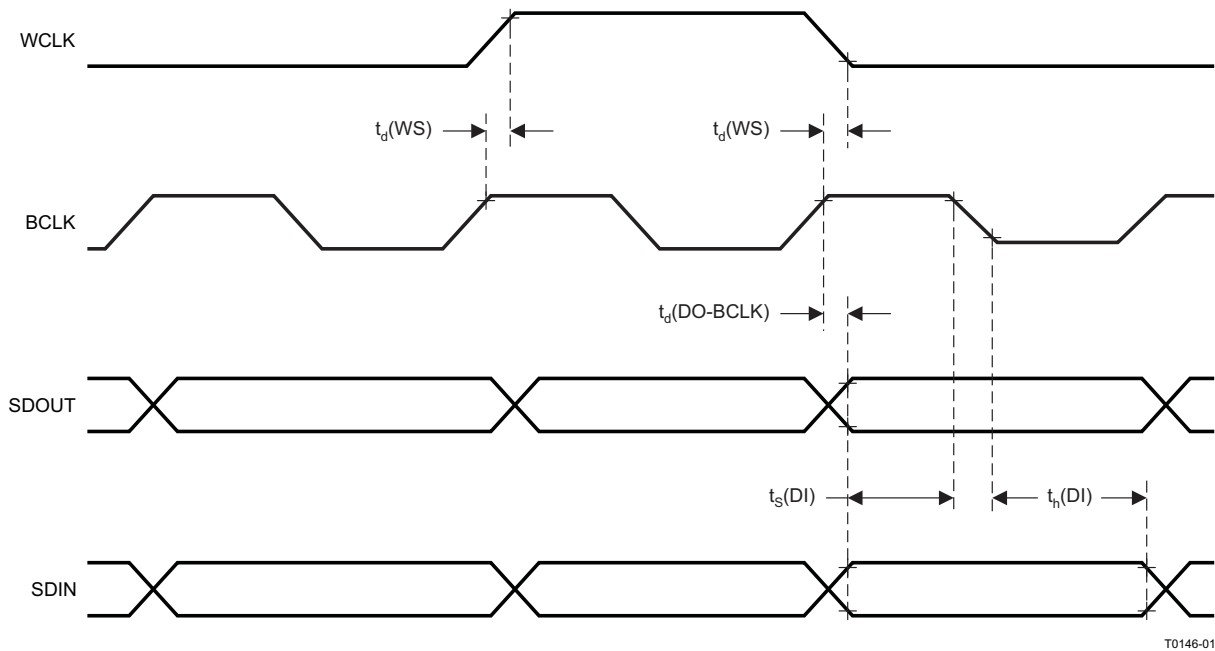 WCLK
t_d(WS) t_d(WS)
BCLK
t_d(DO-BCLK)
SDOUT
t_S(DI) t_h(DI)
SDIN
T0146-01